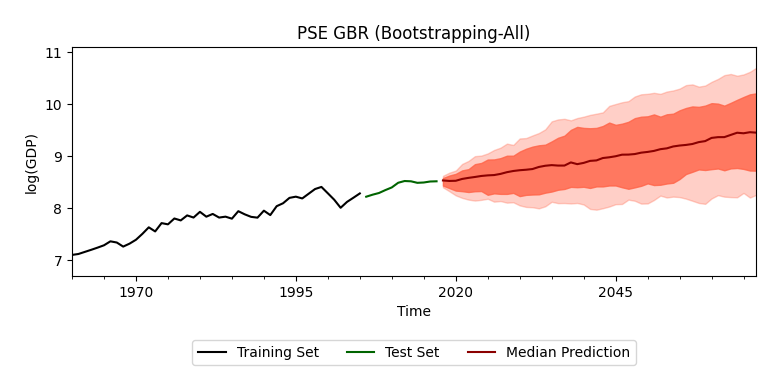 PSE GBR (Bootstrapping-All)
log(GDP)
11
10
9
8
7
1970 1995 2020 2045
Time
Training Set Test Set Median Prediction